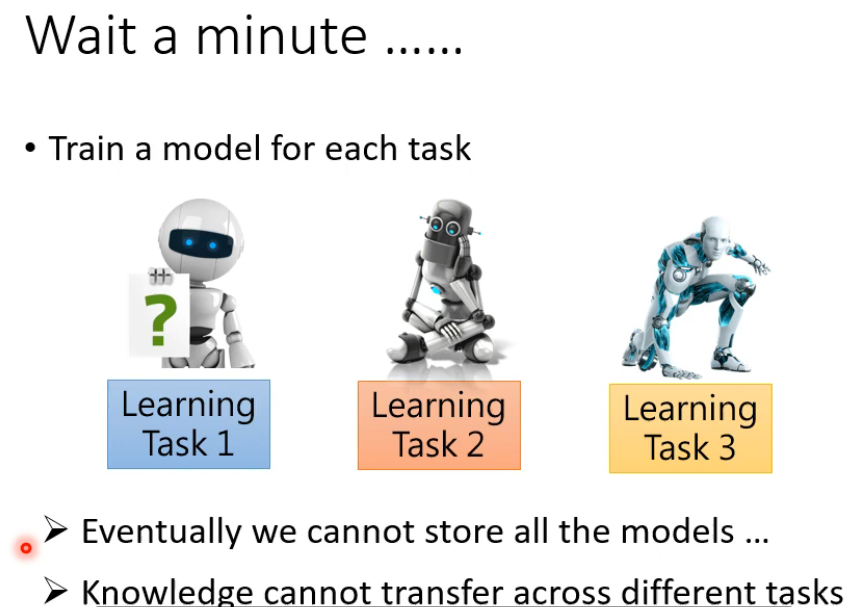 Wait a minute ......
• Train a model for each task
?
Learning
Task 1
Learning
Task 2
Learning
Task 3
➢ Eventually we cannot store all the models …
➢ Knowledge cannot transfer across different tasks